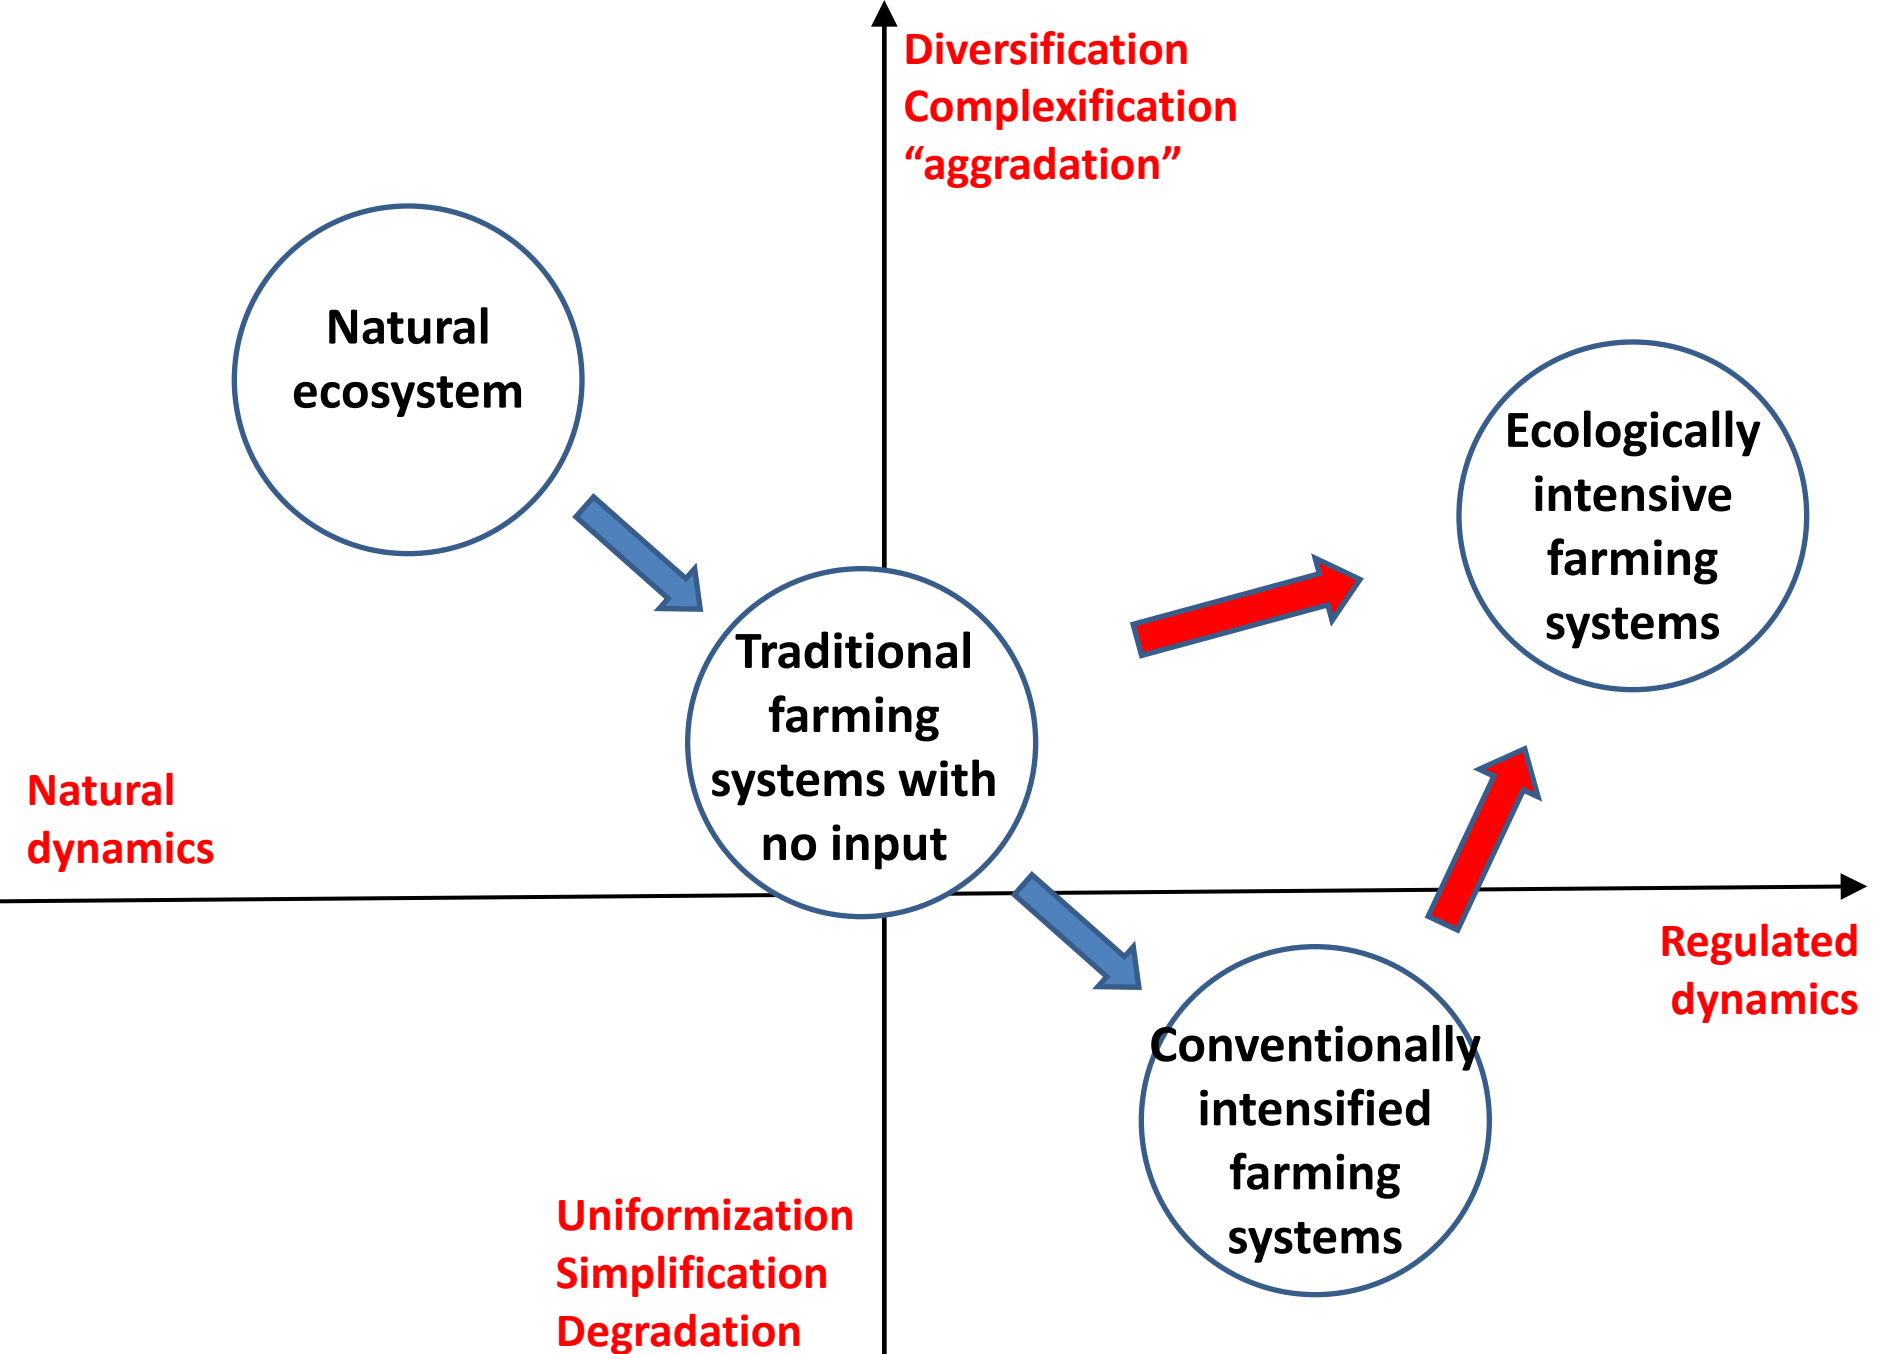 Diversification
Complexification
“aggradation”
Natural
ecosystem
Ecologically
intensive
farming
systems
Traditional
farming
systems with
no input
Natural
dynamics
Regulated
dynamics
Conventionally
intensified
farming
systems
Uniformization
Simplification
Degradation